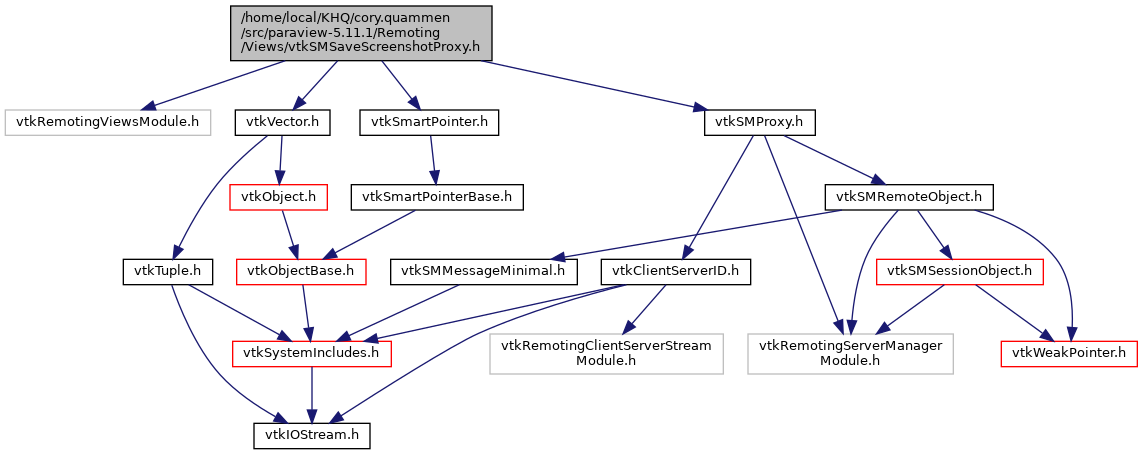 /home/local/KHQ/cory.quammen
/src/paraview-5.11.1/Remoting
/Views/vtkSMSaveScreenshotProxy.h
vtkRemotingViewsModule.h
vtkVector.h
vtkSmartPointer.h
vtkSMProxy.h
vtkObject.h
vtkSmartPointerBase.h
vtkSMRemoteObject.h
vtkTuple.h
vtkObjectBase.h
vtkSMMessageMinimal.h
vtkClientServerID.h
vtkSMSessionObject.h
vtkSystemIncludes.h
vtkRemotingClientServerStream
Module.h
vtkRemotingServerManager
Module.h
vtkWeakPointer.h
vtkIOStream.h